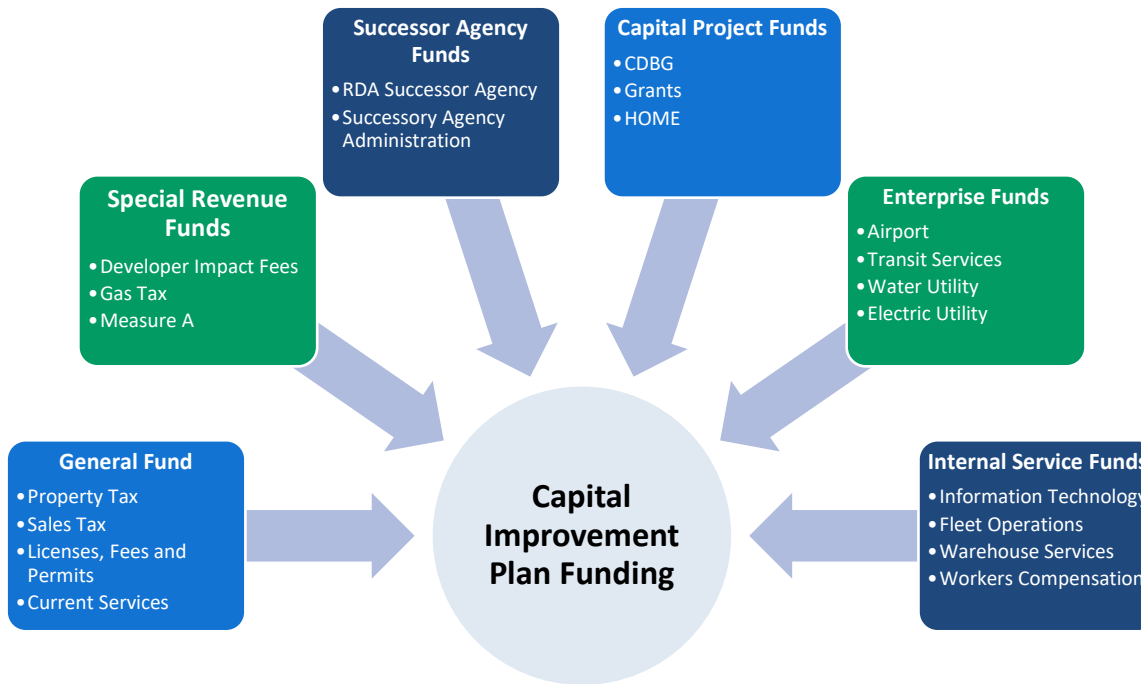 Successor Agency
Funds
•RDA Successor Agency
•Successory Agency
Administration
Capital Project Funds
•CDBG
•Grants
•HOME
Special Revenue
Funds
•Developer Impact Fees
•Gas Tax
•Measure A
Enterprise Funds
•Airport
•Transit Services
•Water Utility
•Electric Utility
General Fund
•Property Tax
•Sales Tax
•Licenses, Fees and
Permits
•Current Services
Capital
Improvement
Plan Funding
Internal Service Funds
•Information Technology
•Fleet Operations
•Warehouse Services
•Workers Compensation